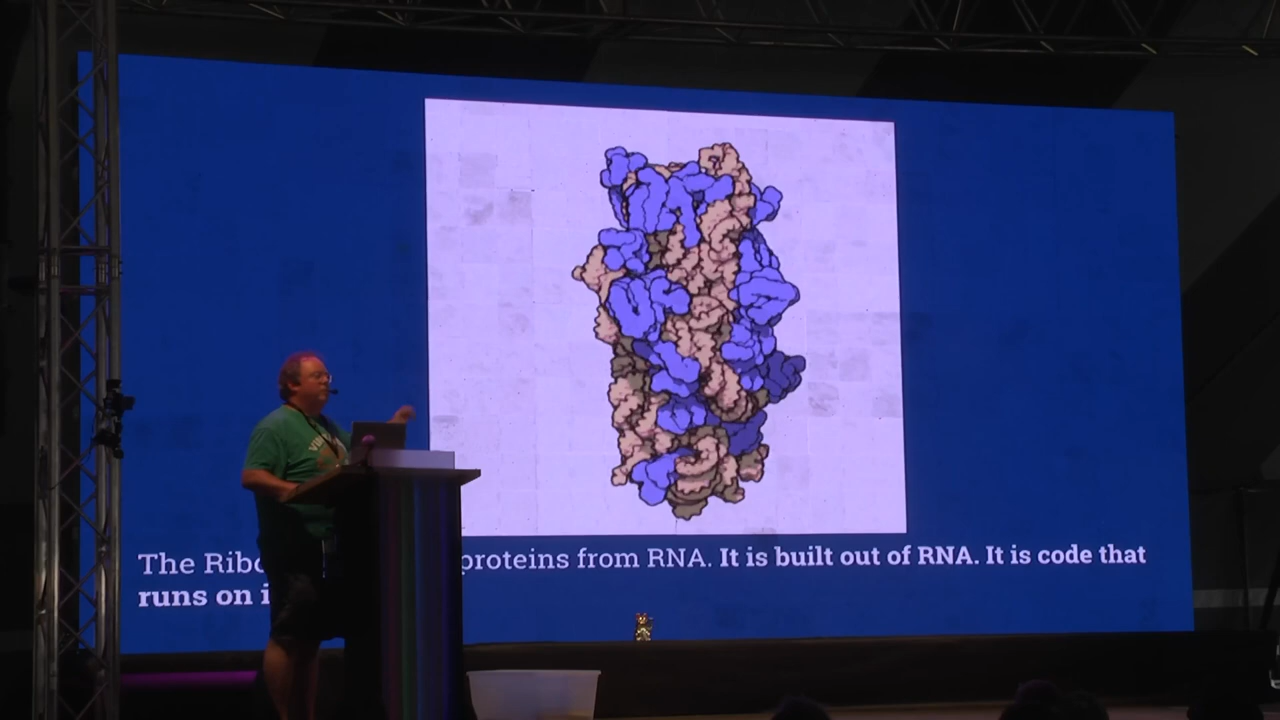 The Ribo proteins from RNA. It is built out of RNA. It is code that
runs on i